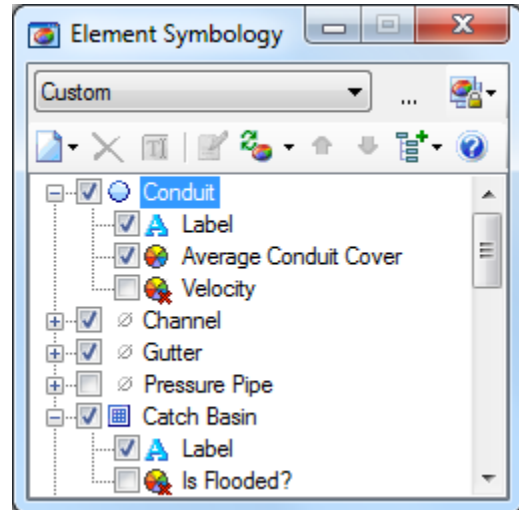 Element Symbology
Custom
...
Conduit
Label
Average Conduit Cover
Velocity
Channel
Gutter
Pressure Pipe
Catch Basin
Label
Is Flooded?